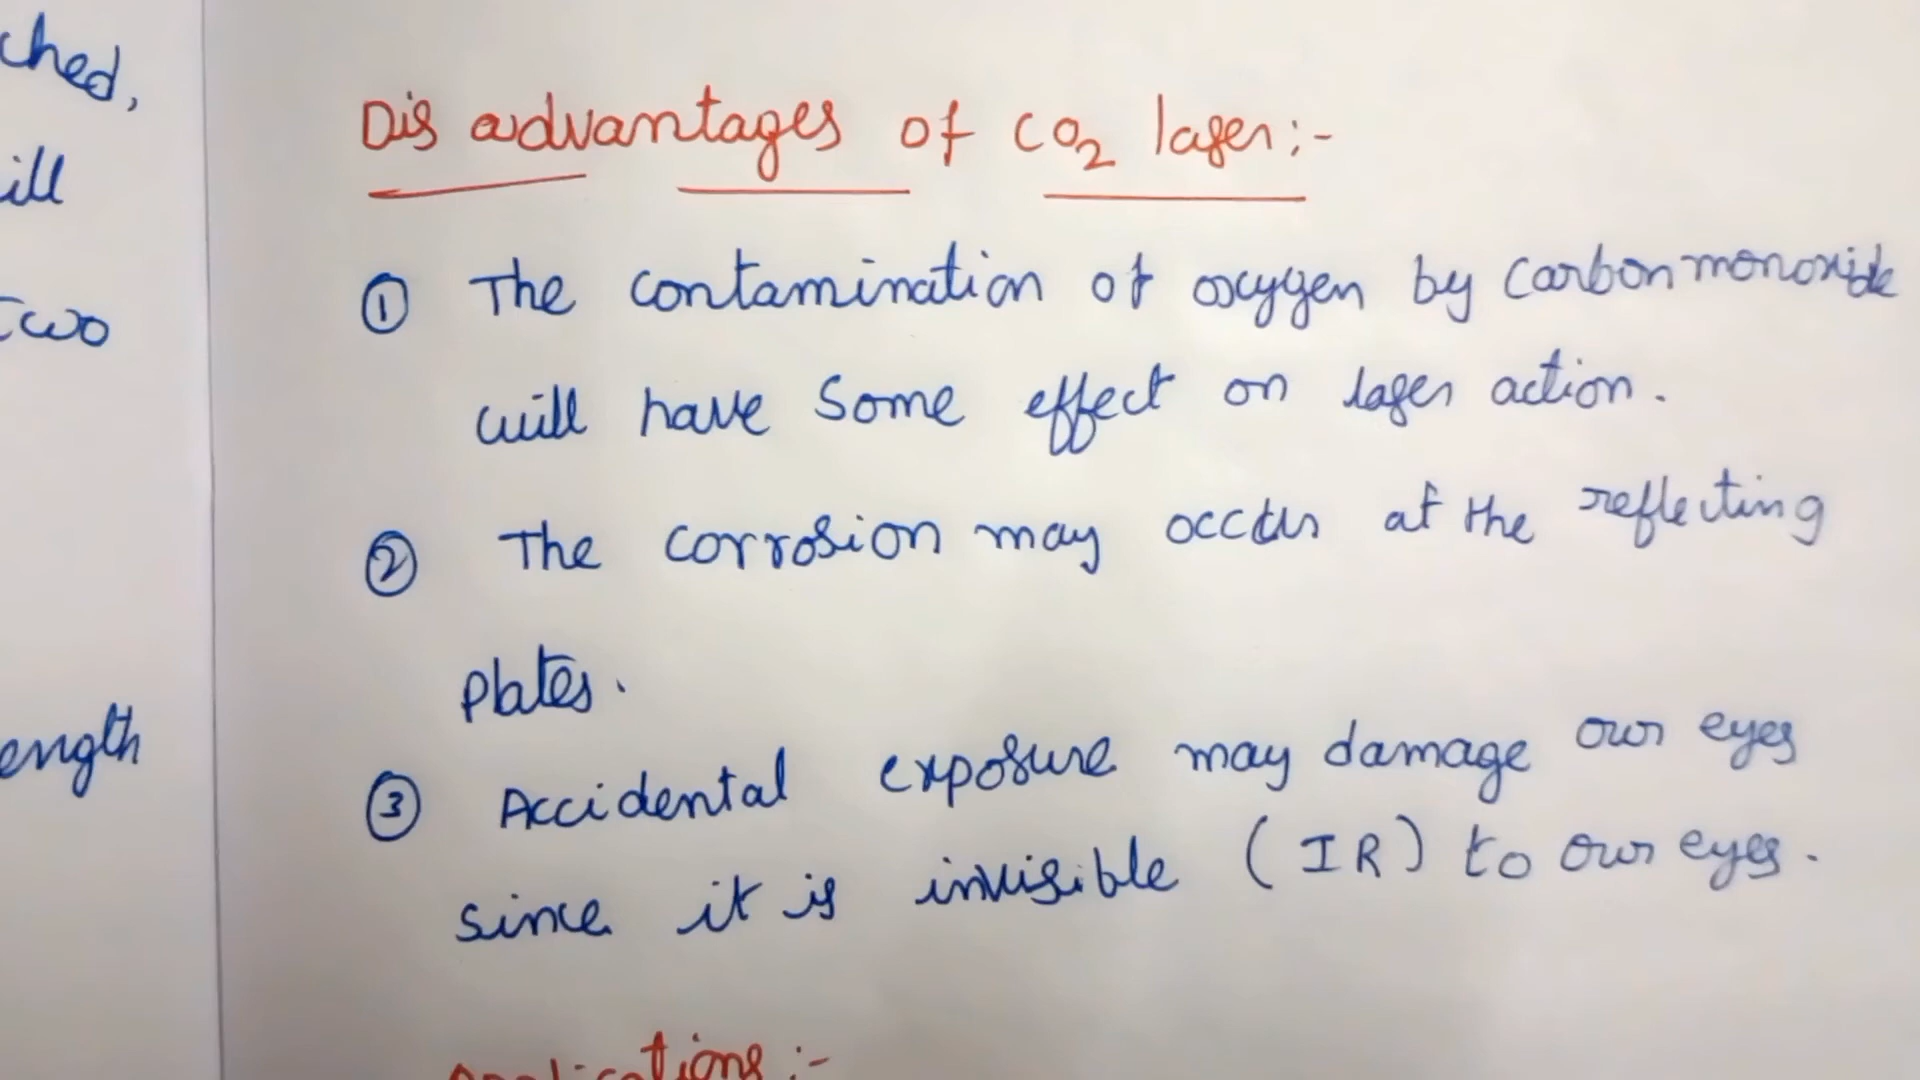 ched,
ill
two
ength
Dis advantages of CO2 laser:-
① The contamination of oxygen by Carbon monoxide
will have Some effect on laser action.
② The corrosion may occur at the reflecting
plates.
③ Accidental exposure may damage our eyes
since it is invisible (IR) to our eyes.
Applications:-